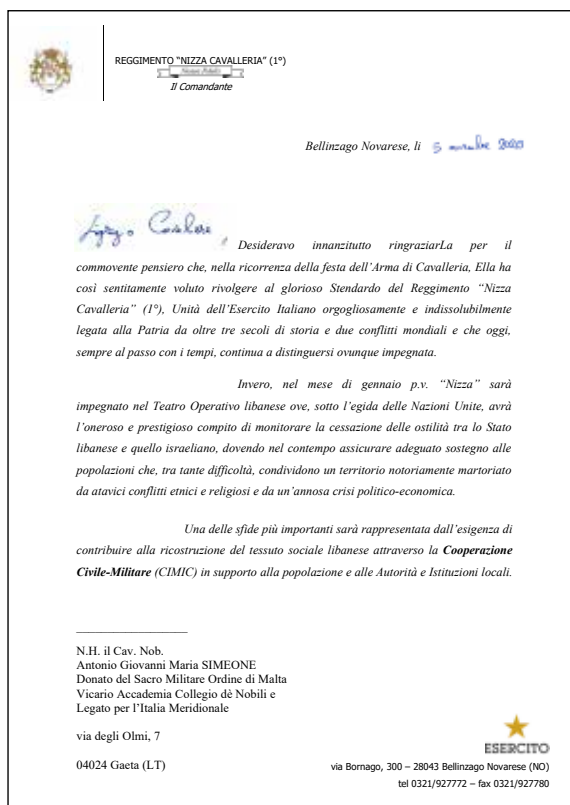 REGGIMENTO "NIZZA CAVALLERIA" (1°)
Il Comandante
Bellinzago Novarese, lì 5 novembre 2020
Desideravo innanzitutto ringraziarLa per il
commovente pensiero che, nella ricorrenza della festa dell'Arma di Cavalleria, Ella ha
così sentitamente voluto rivolgere al glorioso Stendardo del Reggimento "Nizza
Cavalleria" (1°), Unità dell'Esercito Italiano orgogliosamente e indissolubilmente
legata alla Patria da oltre tre secoli di storia e due conflitti mondiali e che oggi,
sempre al passo con i tempi, continua a distinguersi ovunque impegnata.
Invero, nel mese di gennaio p.v. "Nizza" sarà
impegnato nel Teatro Operativo libanese ove, sotto l'egida delle Nazioni Unite, avrà
l'oneroso e prestigioso compito di monitorare la cessazione delle ostilità tra lo Stato
libanese e quello israeliano, dovendo nel contempo assicurare adeguato sostegno alle
popolazioni che, tra tante difficoltà, condividono un territorio notoriamente martoriato
da atavici conflitti etnici e religiosi e da un'annosa crisi politico-economica.
Una delle sfide più importanti sarà rappresentata dall'esigenza di
contribuire alla ricostruzione del tessuto sociale libanese attraverso la Cooperazione
Civile-Militare (CIMIC) in supporto alla popolazione e alle Autorità e Istituzioni locali.
N.H. il Cav. Nob.
Antonio Giovanni Maria SIMEONE
Donato del Sacro Militare Ordine di Malta
Vicario Accademia Collegio dè Nobili e
Legato per l'Italia Meridionale
via degli Olmi, 7
04024 Gaeta (LT)
ESERCITO
via Bornago, 300 – 28043 Bellinzago Novarese (NO)
tel 0321/927772 – fax 0321/927780